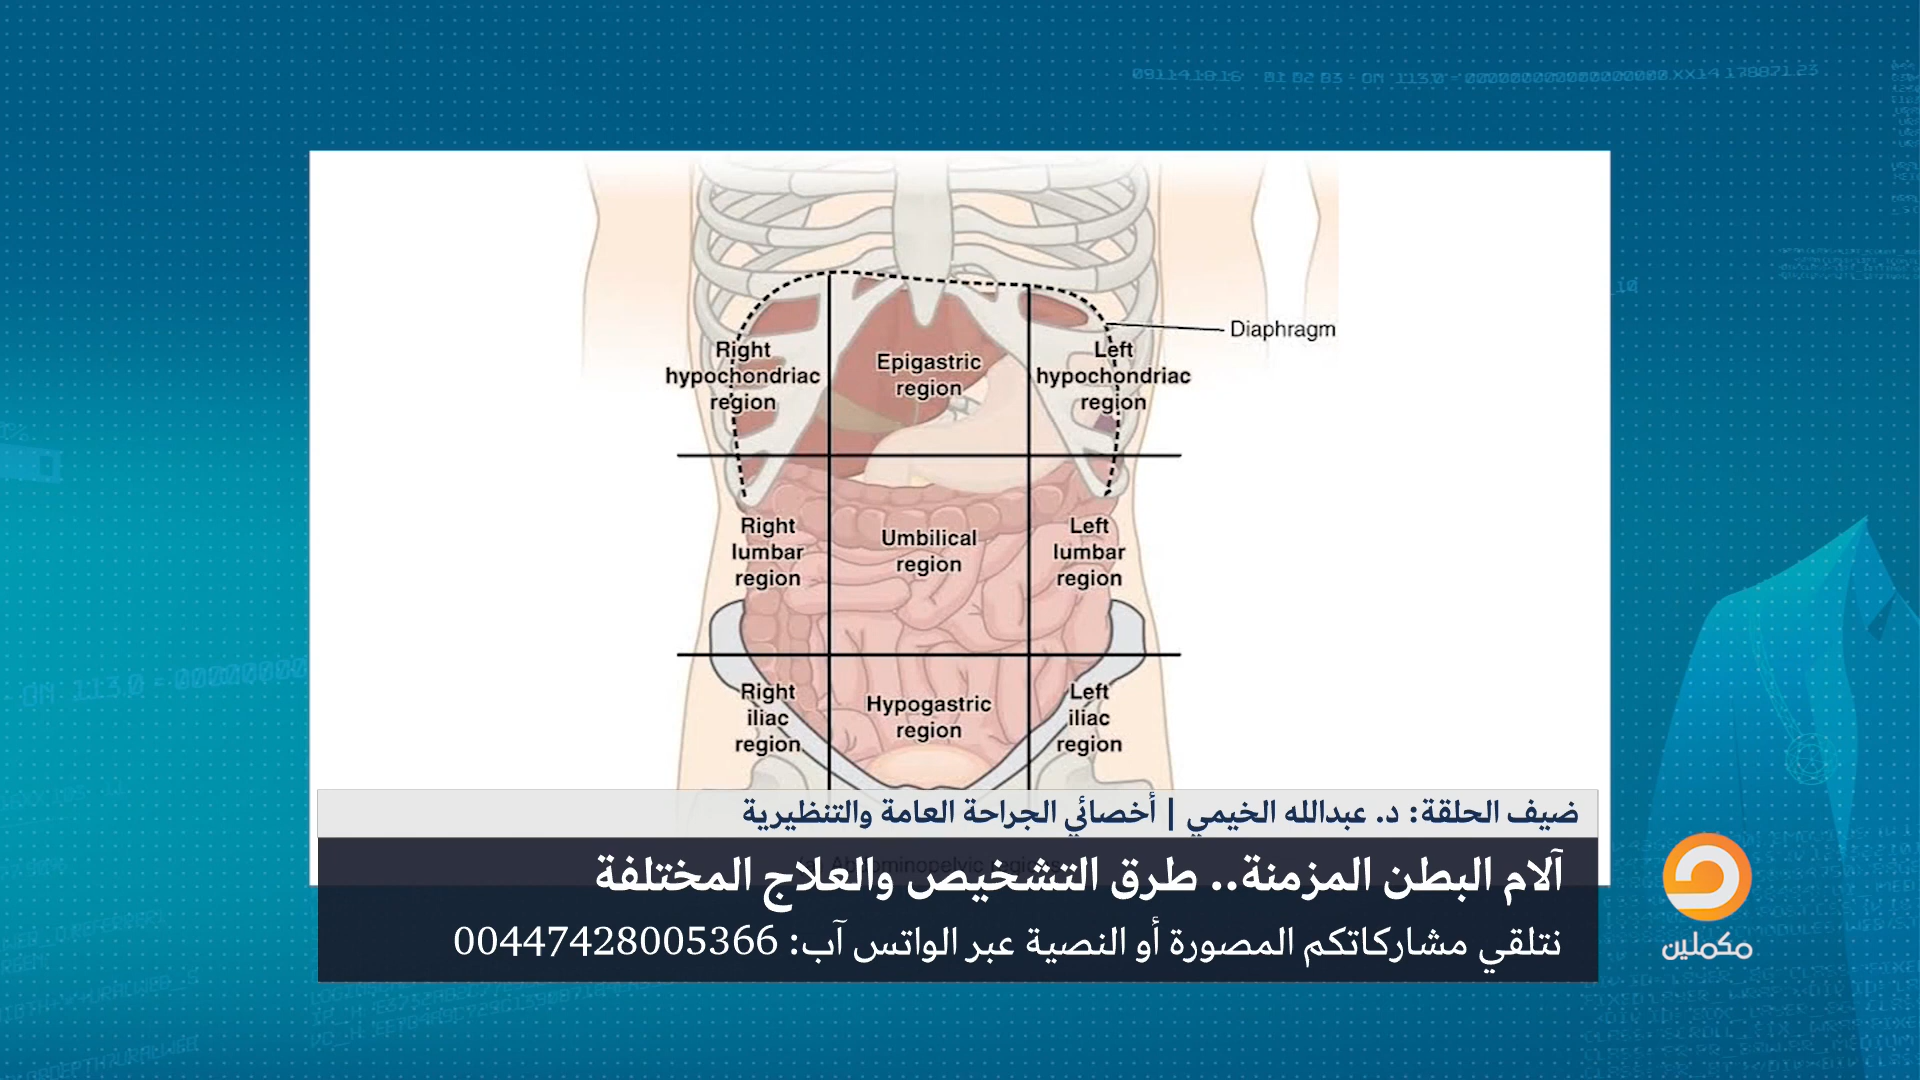 Diaphragm
Right
hypochondriac
region
Epigastric
region
Left
hypochondriac
region
Right
lumbar
region
Umbilical
region
Left
lumbar
region
Right
iliac
region
Hypogastric
region
Left
iliac
region
ضيف الحلقة: د. عبدالله الخيمي | أخصائي الجراحة العامة والتنظيرية
آلام البطن المزمنة.. طرق التشخيص والعلاج المختلفة
نتلقي مشاركاتكم المصورة أو النصية عبر الواتس آب: 00447428005366
مكملين